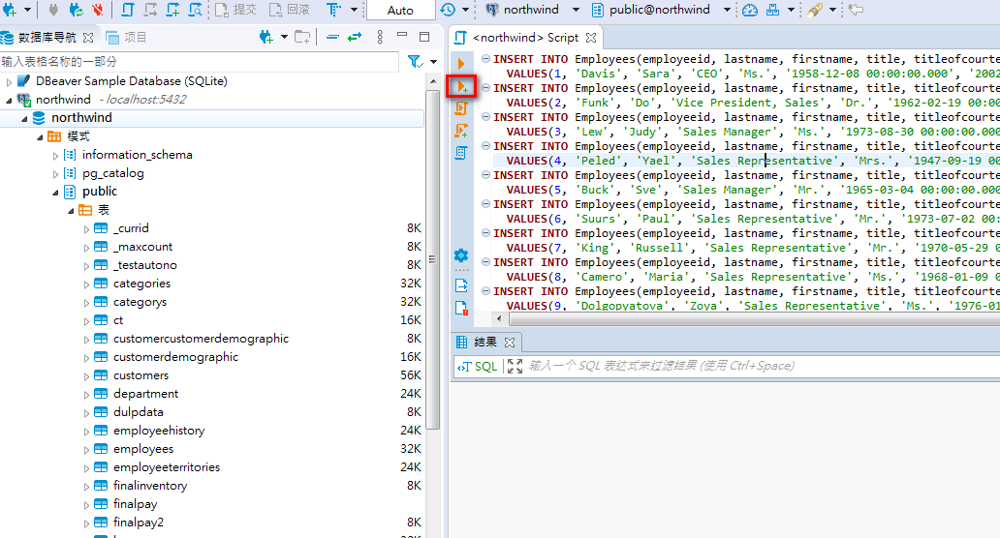 提交 回滚 Auto northwind public@northwind
数据库导航 项目
输入表格名称的一部分
DBeaver Sample Database (SQLite)
northwind - localhost:5432
northwind
模式
information_schema
pg_catalog
public
表
_currid 8K
_maxcount 8K
_testautono 8K
categories 32K
categorys 32K
ct 16K
customercustomerdemographic 8K
customerdemographic 16K
customers 56K
department 24K
dulpdata 8K
employeehistory 24K
employees 32K
employeeterritories 24K
finalinventory 8K
finalpay
finalpay2 8K
<northwind> Script
INSERT INTO Employees(employeeid, lastname, firstname, title, titleofcourte
VALUES(1, 'Davis', 'Sara', 'CEO', 'Ms.', '1958-12-08 00:00:00.000', '2002
INSERT INTO Employees(employeeid, lastname, firstname, title, titleofcourte
VALUES(2, 'Funk', 'Do', 'Vice President, Sales', 'Dr.', '1962-02-19 00:00
INSERT INTO Employees(employeeid, lastname, firstname, title, titleofcourte
VALUES(3, 'Lew', 'Judy', 'Sales Manager', 'Ms.', '1973-08-30 00:00:00.000
INSERT INTO Employees(employeeid, lastname, firstname, title, titleofcourte
VALUES(4, 'Peled', 'Yael', 'Sales Representative', 'Mrs.', '1947-09-19 00
INSERT INTO Employees(employeeid, lastname, firstname, title, titleofcourte
VALUES(5, 'Buck', 'Sve', 'Sales Manager', 'Mr.', '1965-03-04 00:00:00.000
INSERT INTO Employees(employeeid, lastname, firstname, title, titleofcourte
VALUES(6, 'Suurs', 'Paul', 'Sales Representative', 'Mr.', '1973-07-02 00:
INSERT INTO Employees(employeeid, lastname, firstname, title, titleofcourte
VALUES(7, 'King', 'Russell', 'Sales Representative', 'Mr.', '1970-05-29 0
INSERT INTO Employees(employeeid, lastname, firstname, title, titleofcourte
VALUES(8, 'Camero', 'Maria', 'Sales Representative', 'Ms.', '1968-01-09 0
INSERT INTO Employees(employeeid, lastname, firstname, title, titleofcourte
VALUES(9, 'Dolgopyatova', 'Zoya', 'Sales Representative', 'Ms.', '1976-01
结果
SQL 输入一个 SQL 表达式来过滤结果 (使用 Ctrl+Space)